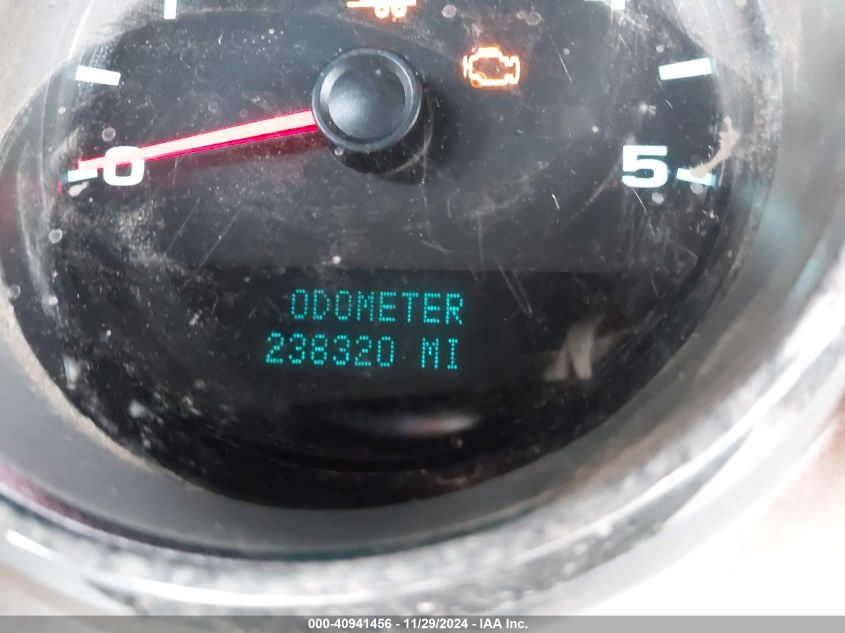 0 5
ODOMETER
238320 MI
000-40941456 - 11/29/2024 - IAA Inc.